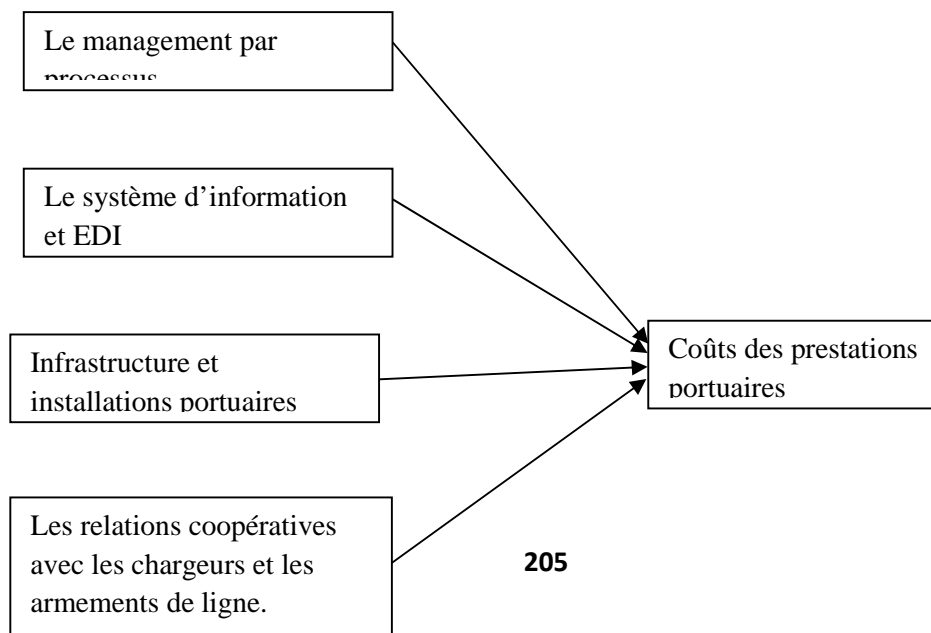 Le management par
processus
Le système d'information
et EDI
Infrastructure et
installations portuaires
Coûts des prestations
portuaires
Les relations coopératives
avec les chargeurs et les
armements de ligne.
205